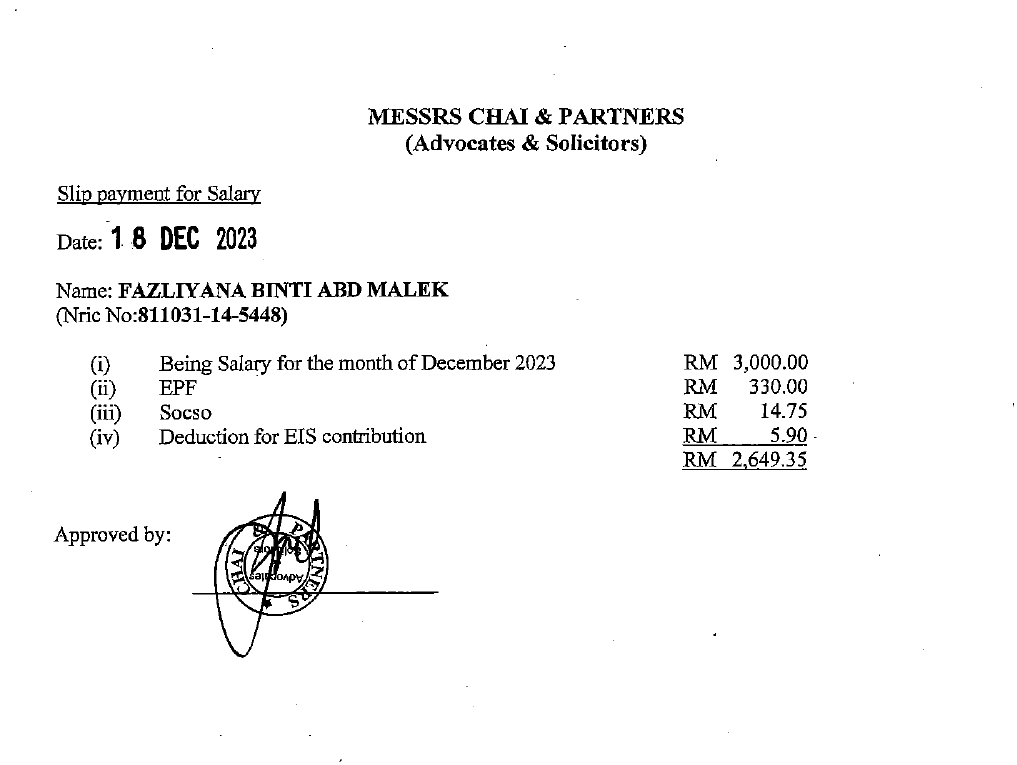 MESSRS CHAI & PARTNERS
(Advocates & Solicitors)
Slip payment for Salary
Date: 18 DEC 2023
Name: FAZLIYANA BINTI ABD MALEK
(Nric No:811031-14-5448)
(i) Being Salary for the month of December 2023 RM 3,000.00
(ii) EPF RM 330.00
(iii) Socso RM 14.75
(iv) Deduction for EIS contribution RM 5.90
RM 2,649.35
Approved by:
CHAI & PARTNERS
Advocates
Solicitors